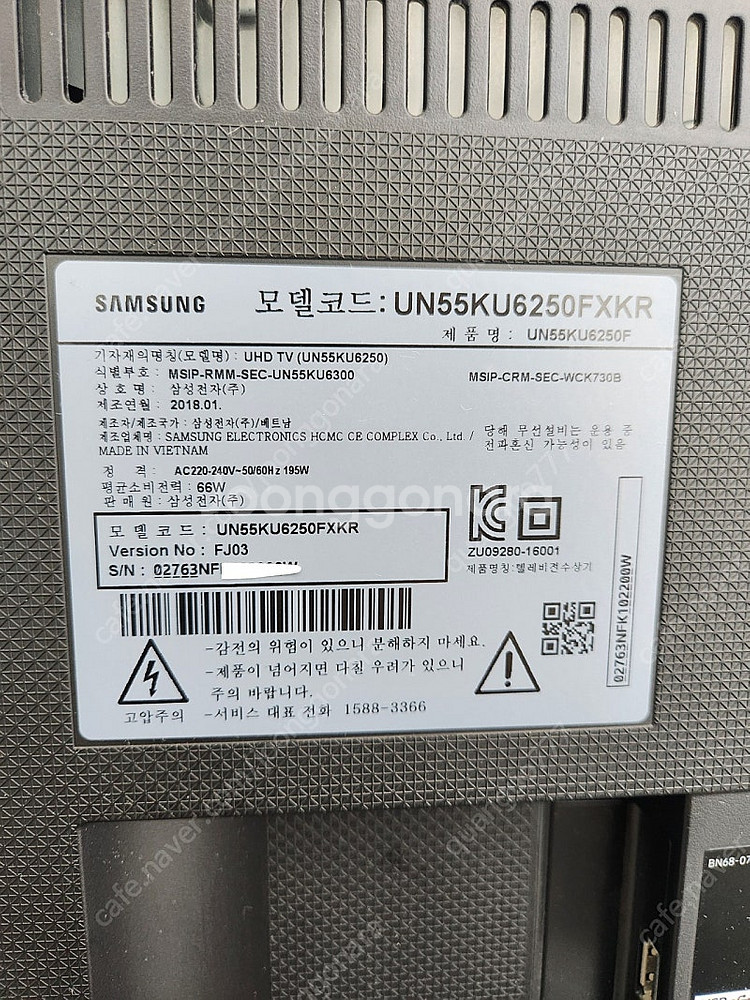 SAMSUNG 모델코드: UN55KU6250FXKR
제 품 명 : UN55KU6250F
기자재의명칭(모델명) : UHD TV (UN55KU6250)
식별부호 : MSIP-RMM-SEC-UN55KU6300 MSIP-CRM-SEC-WCK730B
상 호 명 : 삼성전자(주)
제조연월 : 2018.01.
제조자/제조국가 : 삼성전자(주)/베트남
제조업체명 : SAMSUNG ELECTRONICS HCMC CE COMPLEX Co., Ltd /
MADE IN VIETNAM
당해 무선설비는 운용 중
전파혼신 가능성이 있음
정 격 : AC220-240V~50/60Hz 195W
평균소비전력 : 66W
판 매 원 : 삼성전자(주)
모 델 코 드 : UN55KU6250FXKR
Version No : FJ03
S/N : 02763NF
ZU09280-16001
제품명칭:텔레비전수상기
02763NFK102200W
-감전의 위험이 있으니 분해하지 마세요.
-제품이 넘어지면 다칠 우려가 있으니
주의 바랍니다.
고압주의 -서비스 대표 전화 1588-3366
BN68-07